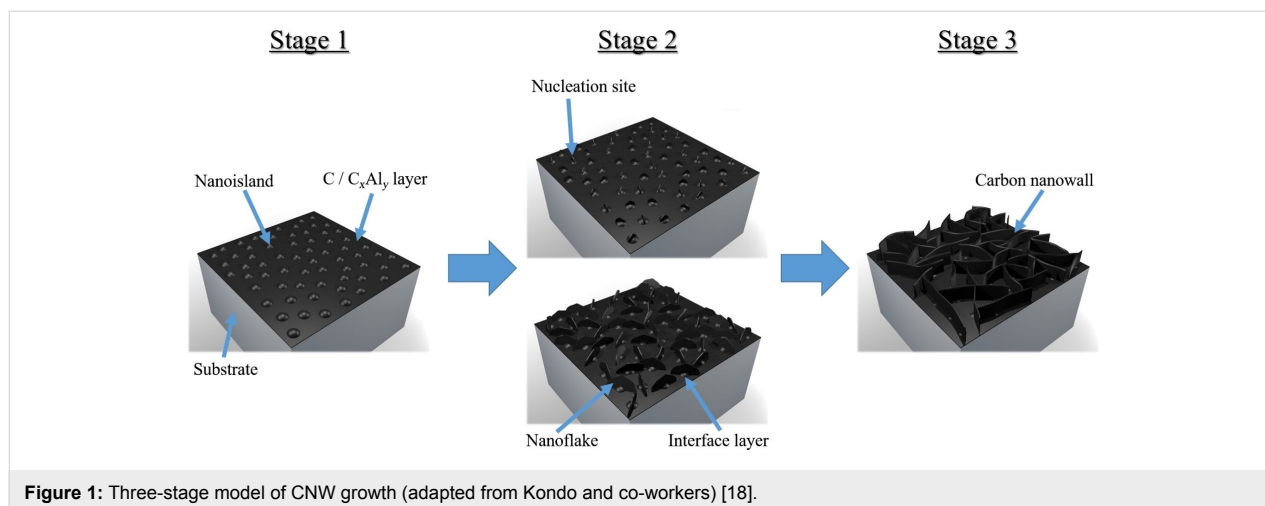 Stage 1
Stage 2
Stage 3
Nucleation site
Nanoisland
C / CxAly layer
Carbon nanowall
Substrate
Nanoflake
Interface layer
Figure 1: Three-stage model of CNW growth (adapted from Kondo and co-workers) [18].